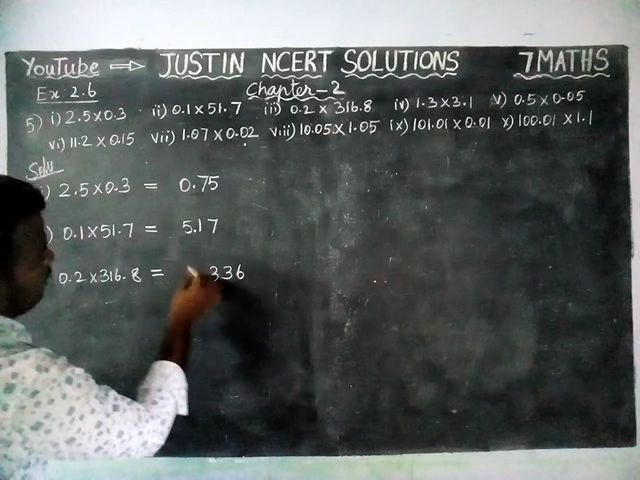 YouTube ⇒ JUSTIN NCERT SOLUTIONS 7MATHS
Ex: 2.6 Chapter-2
5) i) 2.5 x 0.3 ii) 0.1 x 51.7 iii) 0.2 x 316.8 iv) 1.3 x 3.1 v) 0.5 x 0.05
vi) 11.2 x 0.15 vii) 1.07 x 0.02 viii) 10.05 x 1.05 ix) 101.01 x 0.01 x) 100.01 x 1.1
) 2.5 x 0.3 = 0.75
) 0.1 x 51.7 = 5.17
0.2 x 316.8 = 336